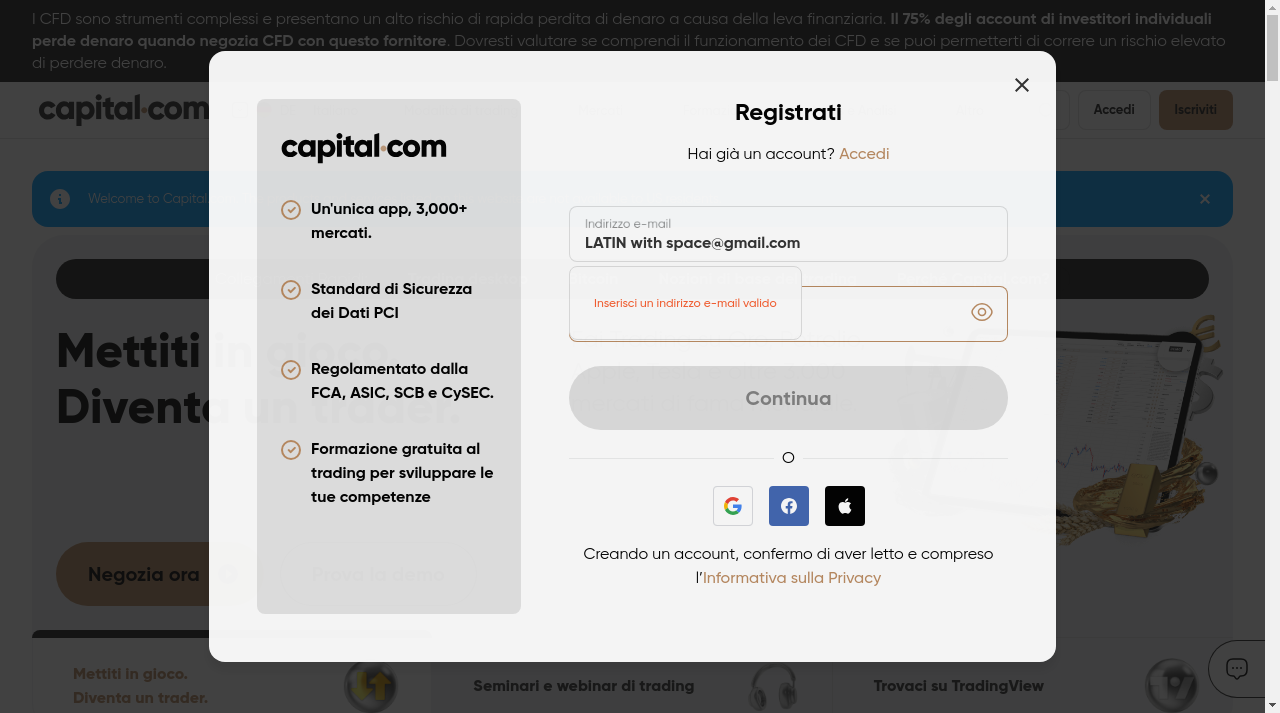 I CFD sono strumenti complessi e presentano un alto rischio di rapida perdita di denaro a causa della leva finanziaria. Il 75% degli account di investitori individuali
perde denaro quando negozia CFD con questo fornitore. Dovresti valutare se comprendi il funzionamento dei CFD e se puoi permetterti di correre un rischio elevato
di perdere denaro.
capital.com
Accedi
Iscriviti
Welcome to Capital.
Registrati
Hai già un account? Accedi
capital.com
Un'unica app, 3,000+
mercati.
Standard di Sicurezza
dei Dati PCI
Regolamentato dalla
FCA, ASIC, SCB e CySEC.
Formazione gratuita al
trading per sviluppare le
tue competenze
Indirizzo e-mail
LATIN with space@gmail.com
Inserisci un indirizzo e-mail valido
Continua
O
Creando un account, confermo di aver letto e compreso
l’Informativa sulla Privacy
Mettiti in gioco.
Diventa un trader.
Negozia ora
Prova la demo
Mettiti in gioco.
Diventa un trader.
Seminari e webinar di trading
Trovaci su TradingView